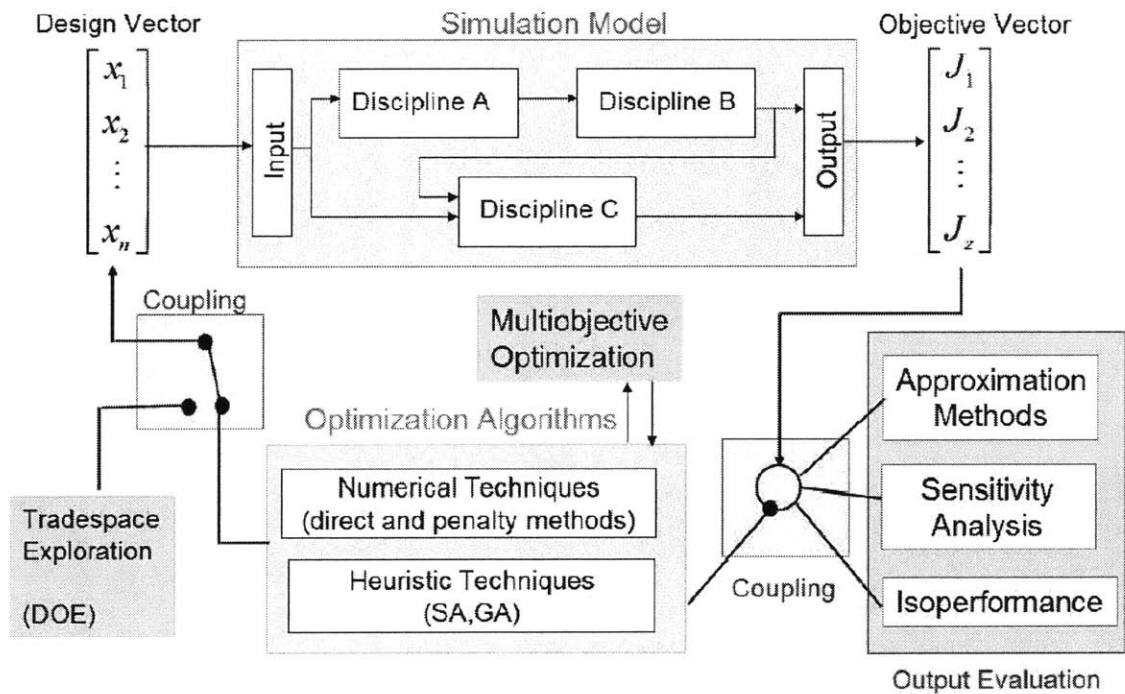 Design Vector
Simulation Model
Objective Vector
x₁
x₂
⋮
xₙ
Input
Discipline A
Discipline B
Discipline C
Output
J₁
J₂
⋮
J_z
Coupling
Multiobjective
Optimization
Optimization Algorithms
Numerical Techniques
(direct and penalty methods)
Heuristic Techniques
(SA,GA)
Tradespace
Exploration
(DOE)
Coupling
Approximation
Methods
Sensitivity
Analysis
Isoperformance
Output Evaluation